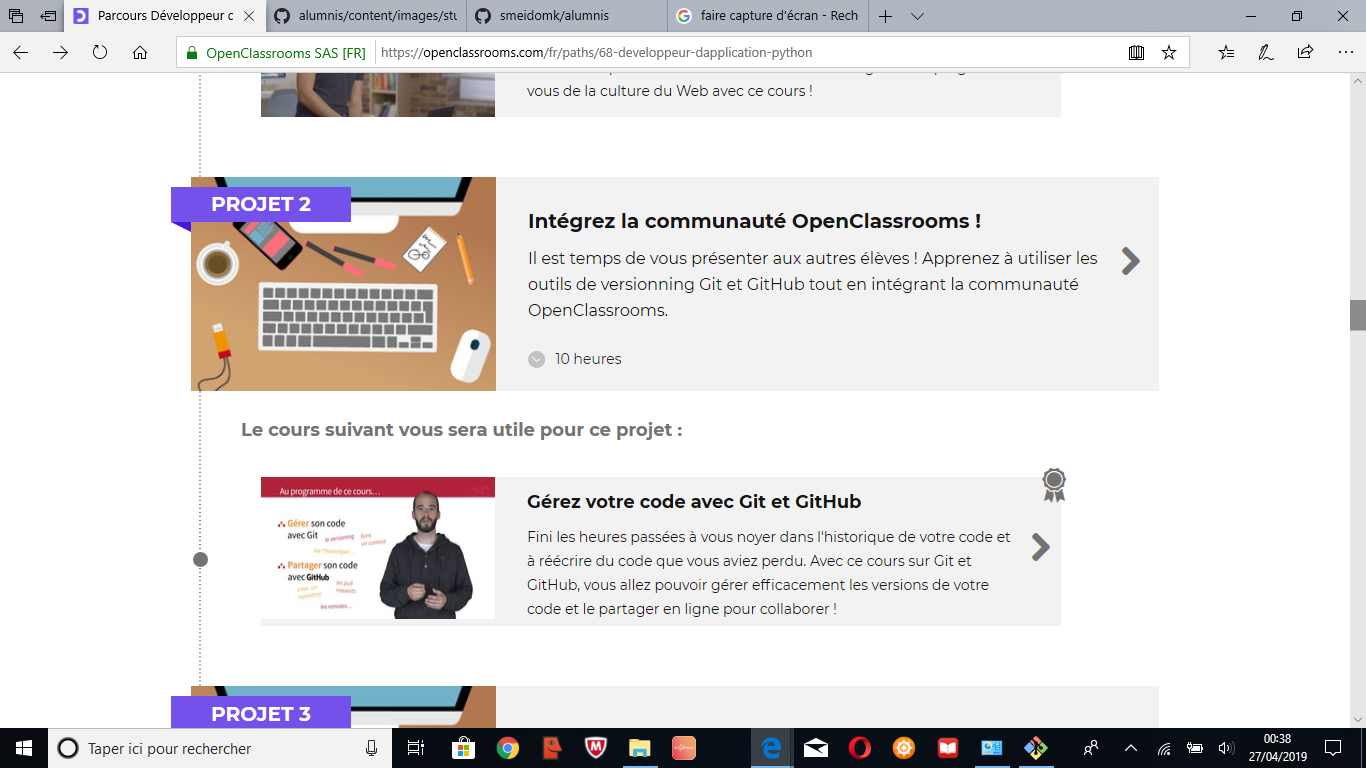 Parcours Développeur c
alumnis/content/images/stu
smeidomk/alumnis
faire capture d'écran - Rech
OpenClassrooms SAS [FR]
https://openclassrooms.com/fr/paths/68-developpeur-dapplication-python
vous de la culture du Web avec ce cours !
PROJET 2
Intégrez la communauté OpenClassrooms !
Il est temps de vous présenter aux autres élèves ! Apprenez à utiliser les
outils de versionning Git et GitHub tout en intégrant la communauté
OpenClassrooms.
10 heures
Le cours suivant vous sera utile pour ce projet :
Au programme de ce cours...
Gérer son code
avec Git
le versioning
faire
un commit
lire l'historique...
Partager son code
avec GitHub
créer un
repository
les pull
requests
les remotes...
Gérez votre code avec Git et GitHub
Fini les heures passées à vous noyer dans l'historique de votre code et
à réécrire du code que vous aviez perdu. Avec ce cours sur Git et
GitHub, vous allez pouvoir gérer efficacement les versions de votre
code et le partager en ligne pour collaborer !
PROJET 3
Taper ici pour rechercher
00:38
27/04/2019